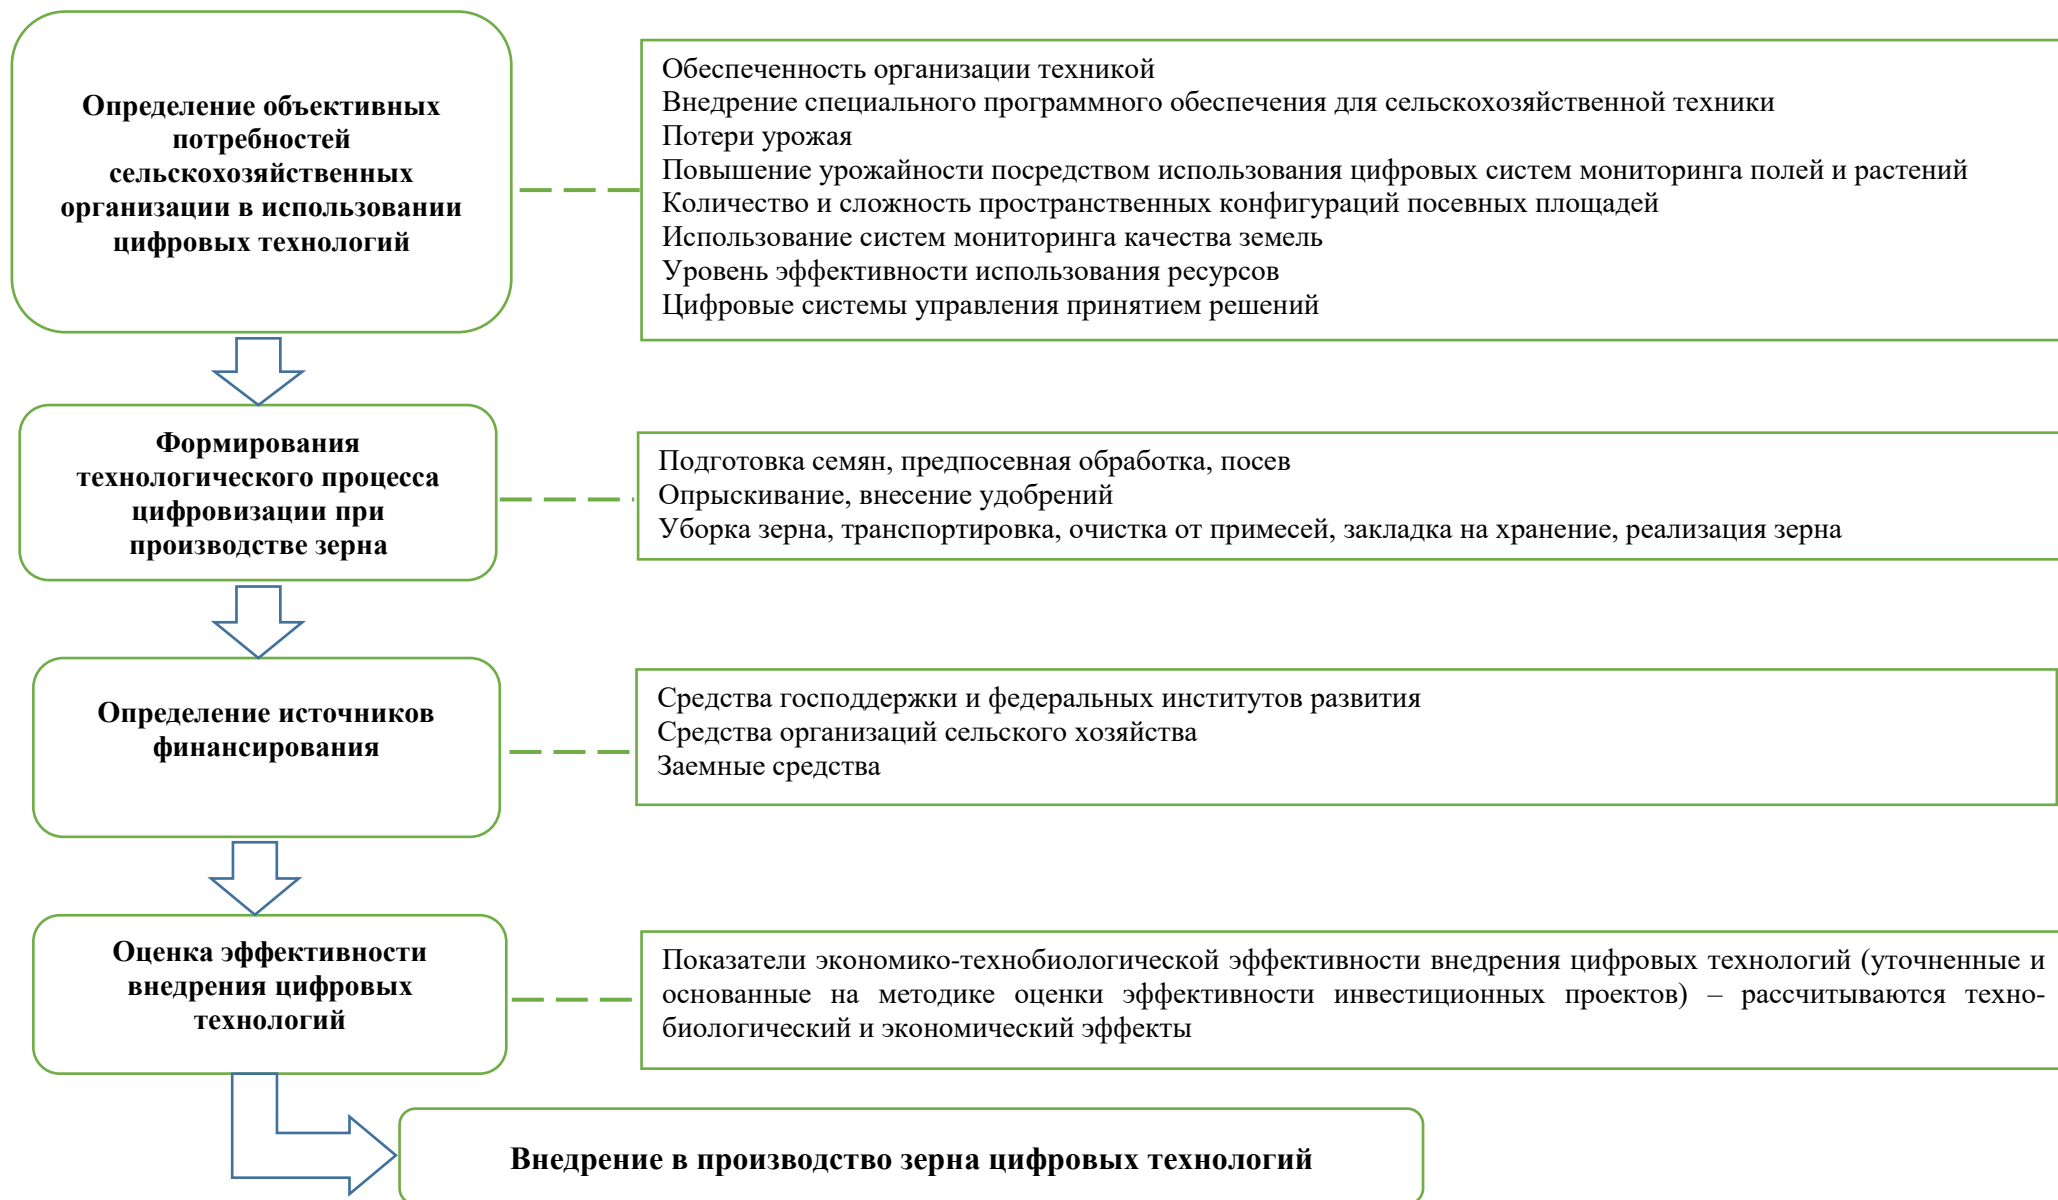 Определение объективных
потребностей
сельскохозяйственных
организации в использовании
цифровых технологий
Обеспеченность организации техникой
Внедрение специального программного обеспечения для сельскохозяйственной техники
Потери урожая
Повышение урожайности посредством использования цифровых систем мониторинга полей и растений
Количество и сложность пространственных конфигураций посевных площадей
Использование систем мониторинга качества земель
Уровень эффективности использования ресурсов
Цифровые системы управления принятием решений
Формирования
технологического процесса
цифровизации при
производстве зерна
Подготовка семян, предпосевная обработка, посев
Опрыскивание, внесение удобрений
Уборка зерна, транспортировка, очистка от примесей, закладка на хранение, реализация зерна
Определение источников
финансирования
Средства господдержки и федеральных институтов развития
Средства организаций сельского хозяйства
Заемные средства
Оценка эффективности
внедрения цифровых
технологий
Показатели экономико-технобиологической эффективности внедрения цифровых технологий (уточненные и
основанные на методике оценки эффективности инвестиционных проектов) – рассчитываются техно-
биологический и экономический эффекты
Внедрение в производство зерна цифровых технологий